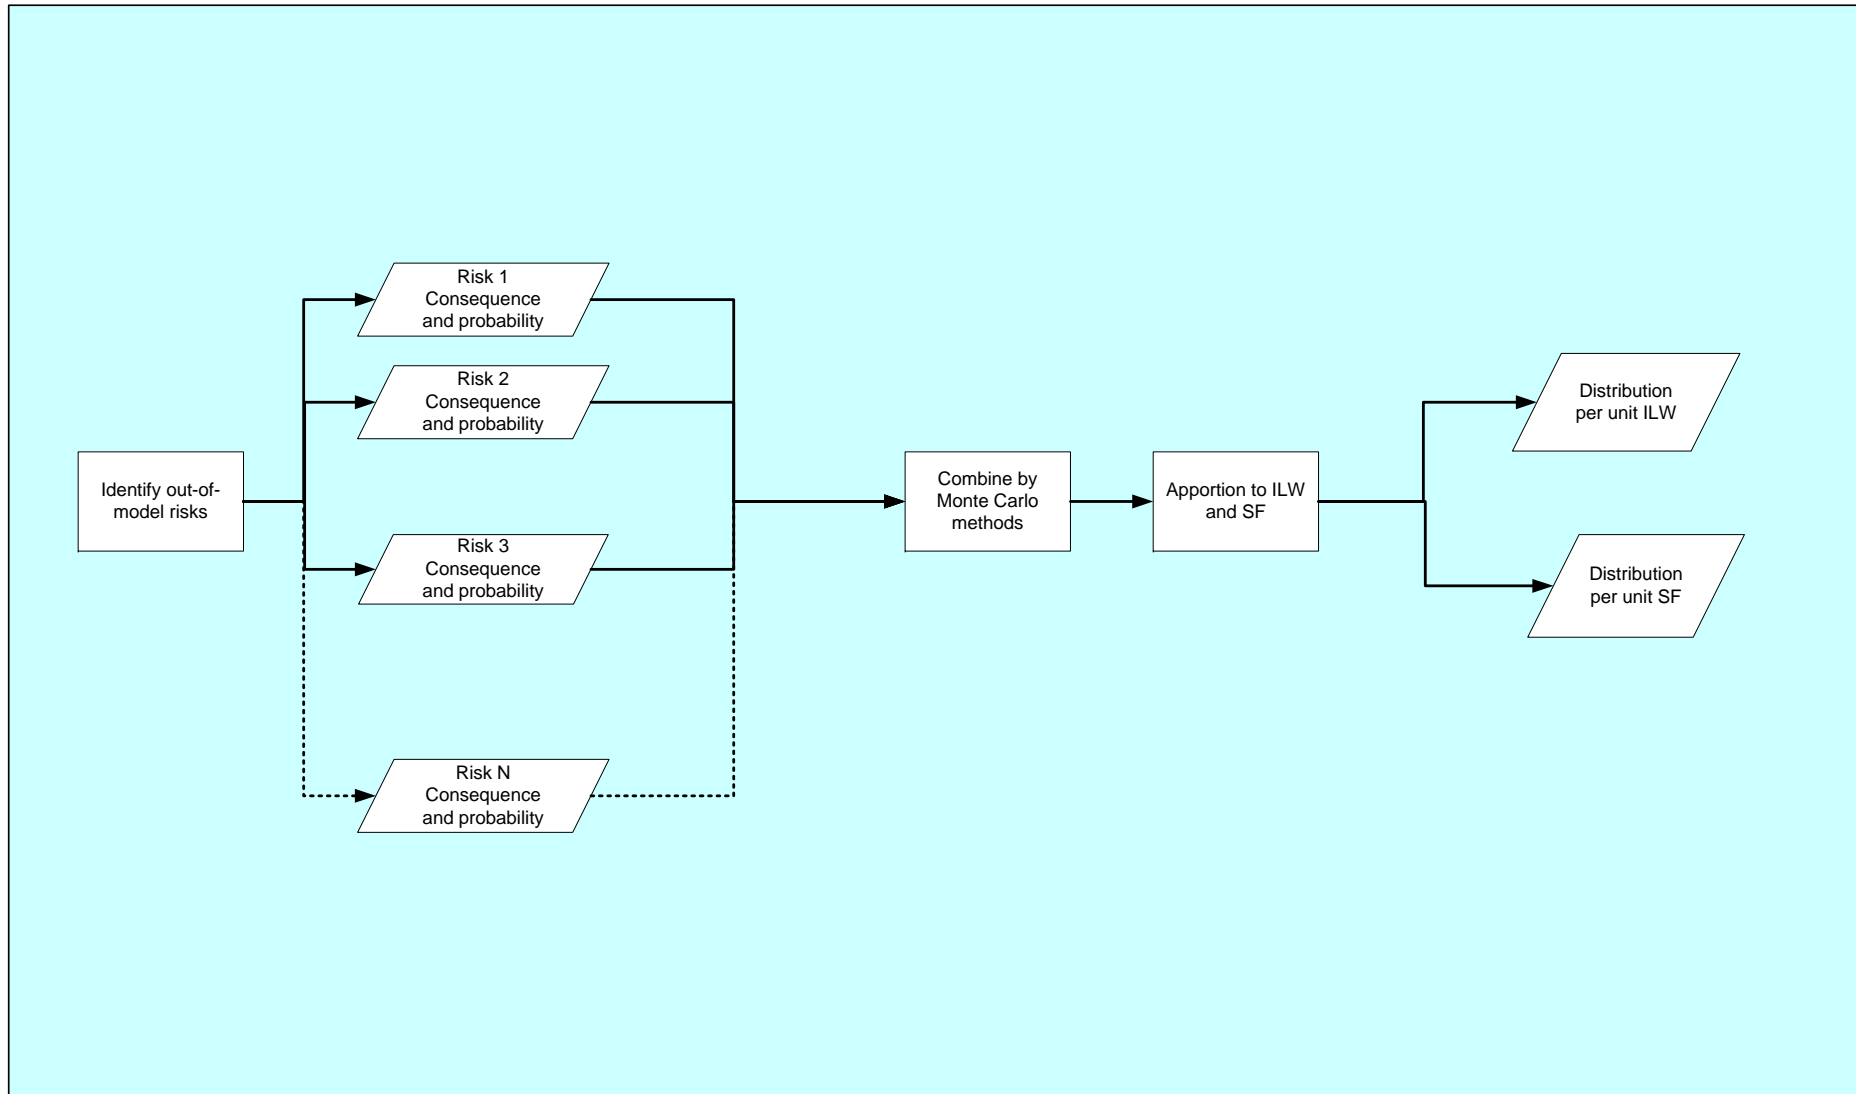 Identify out-of-
model risks
Risk 1
Consequence
and probability
Risk 2
Consequence
and probability
Risk 3
Consequence
and probability
Risk N
Consequence
and probability
Combine by
Monte Carlo
methods
Apportion to ILW
and SF
Distribution
per unit ILW
Distribution
per unit SF